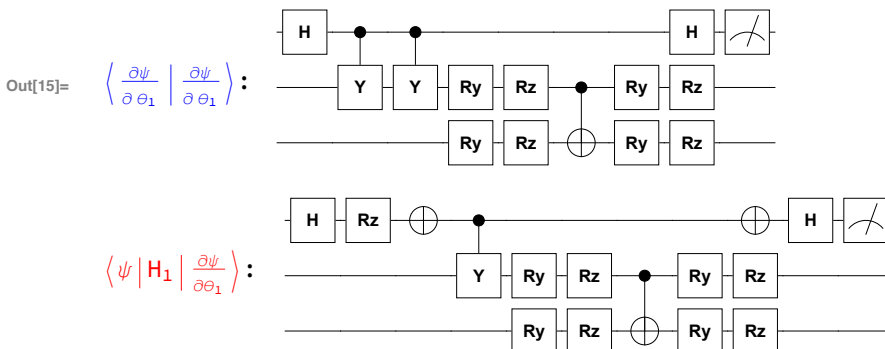 H H
Out[15]= ⟨ ∂ψ/∂θ₁ | ∂ψ/∂θ₁ ⟩: Y Y Ry Rz Ry Rz
Ry Rz Ry Rz
H Rz H
⟨ ψ | H₁ | ∂ψ/∂θ₁ ⟩: Y Ry Rz Ry Rz
Ry Rz Ry Rz